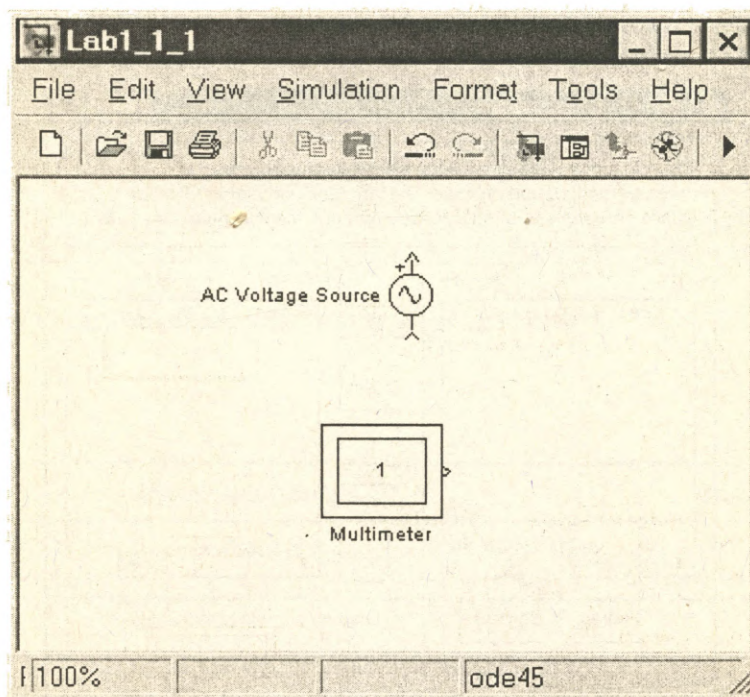 Lab1_1_1
File Edit View Simulation Format Tools Help
AC Voltage Source
+
1
Multimeter
100% ode45